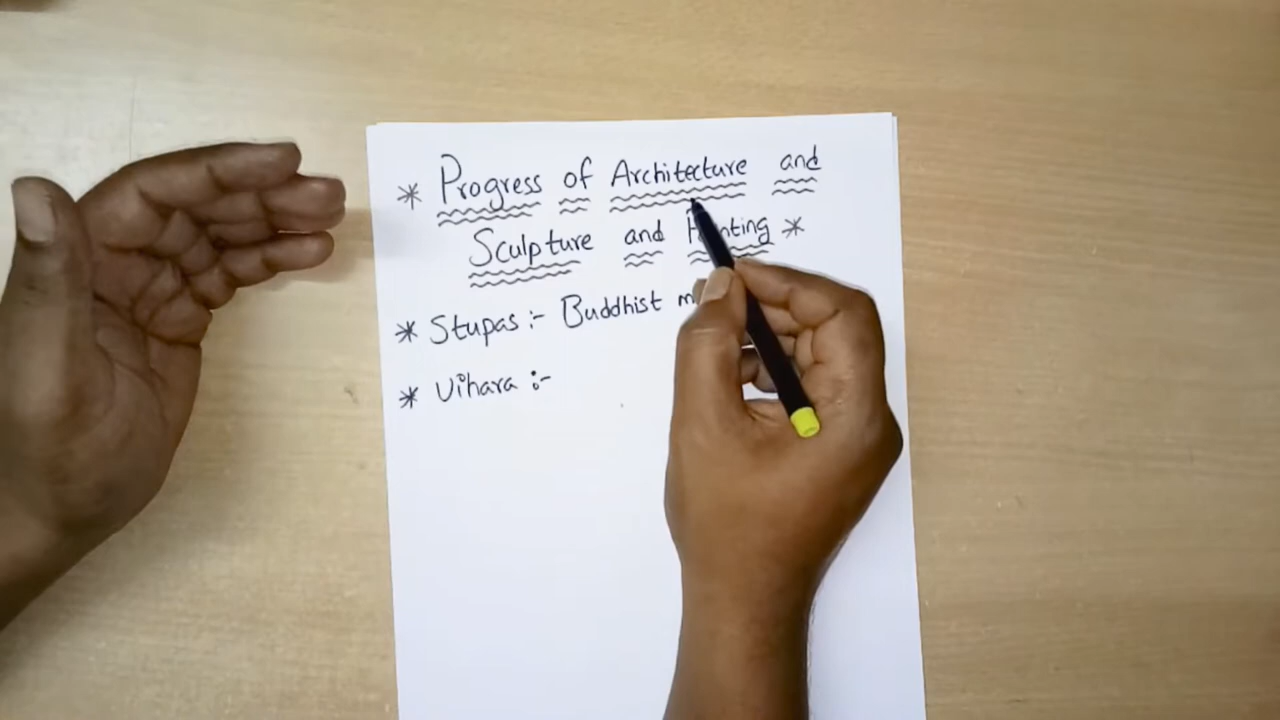 * Progress of Architecture and
Sculpture and *
* Stupas :- Buddhist
* Vihara :-